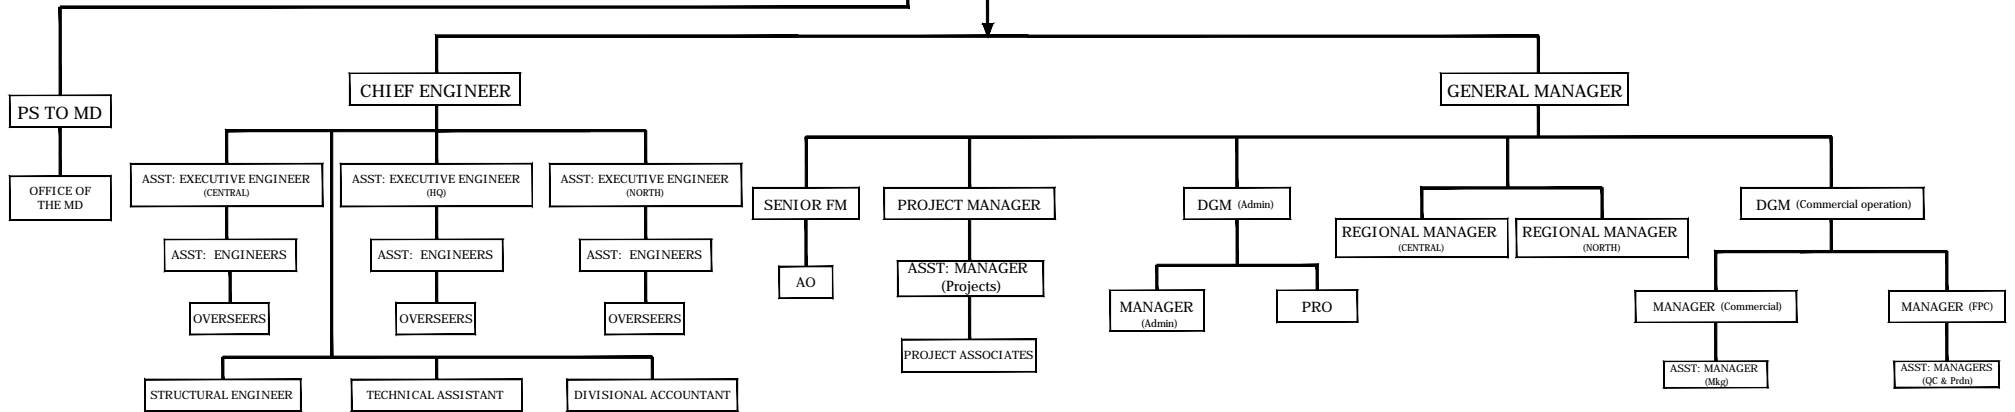 CHIEF ENGINEER
GENERAL MANAGER
PS TO MD
OFFICE OF
THE MD
ASST: EXECUTIVE ENGINEER
(CENTRAL)
ASST: EXECUTIVE ENGINEER
(HQ)
ASST: EXECUTIVE ENGINEER
(NORTH)
SENIOR FM
PROJECT MANAGER
DGM (Admin)
REGIONAL MANAGER
(CENTRAL)
REGIONAL MANAGER
(NORTH)
DGM (Commercial operation)
ASST: ENGINEERS
ASST: ENGINEERS
ASST: ENGINEERS
AO
ASST: MANAGER
(Projects)
MANAGER
(Admin)
PRO
MANAGER (Commercial)
MANAGER (FPC)
OVERSEERS
OVERSEERS
OVERSEERS
PROJECT ASSOCIATES
ASST: MANAGER
(Mkg)
ASST: MANAGERS
(QC & Prdn)
STRUCTURAL ENGINEER
TECHNICAL ASSISTANT
DIVISIONAL ACCOUNTANT